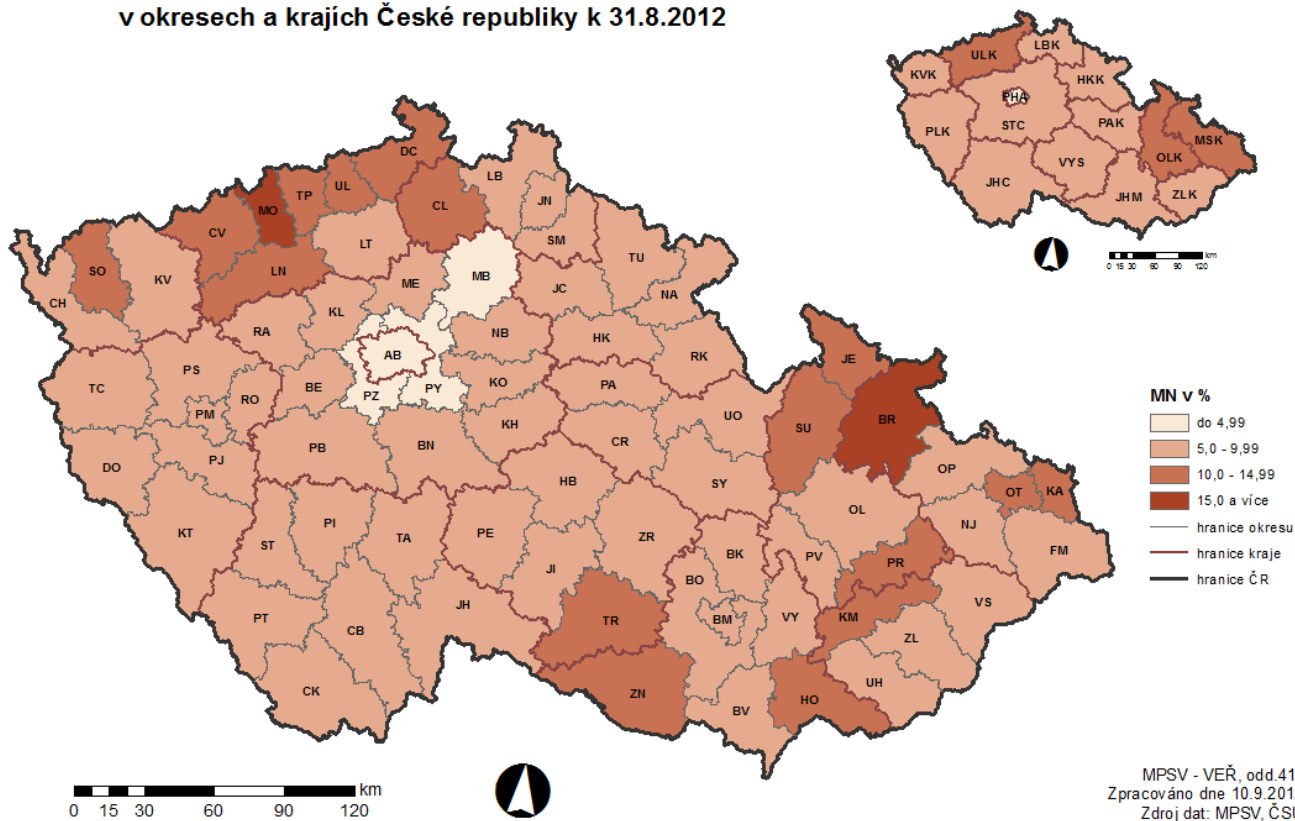 v okresech a krajích České republiky k 31.8.2012
ULK
LBK
KVK
HKK
PHA
PLK
STC
PAK
MSK
OLK
VYS
JHC
JHM
ZLK
0 15 30 60 90 120
km
DC
LB
UL
TP
MO
CL
JN
CV
LT
SM
TU
SO
KV
LN
MB
CH
ME
JC
NA
KL
RA
NB
HK
AB
RK
JE
TC
PS
BE
PZ
PY
KO
PA
RO
PM
UO
SU
BR
KH
CR
PB
BN
DO
PJ
OP
HB
SY
OT
KA
OL
NJ
KT
ST
PI
TA
PE
ZR
BK
PV
FM
PR
JI
BO
VS
JH
PT
CB
TR
BM
VY
KM
ZL
CK
ZN
BV
HO
UH
MN v %
do 4,99
5,0 - 9,99
10,0 - 14,99
15,0 a více
hranice okresu
hranice kraje
hranice ČR
km
0 15 30 60 90 120
MPSV - VEŘ, odd.41
Zpracováno dne 10.9.201
Zdroj dat: MPSV, ČS